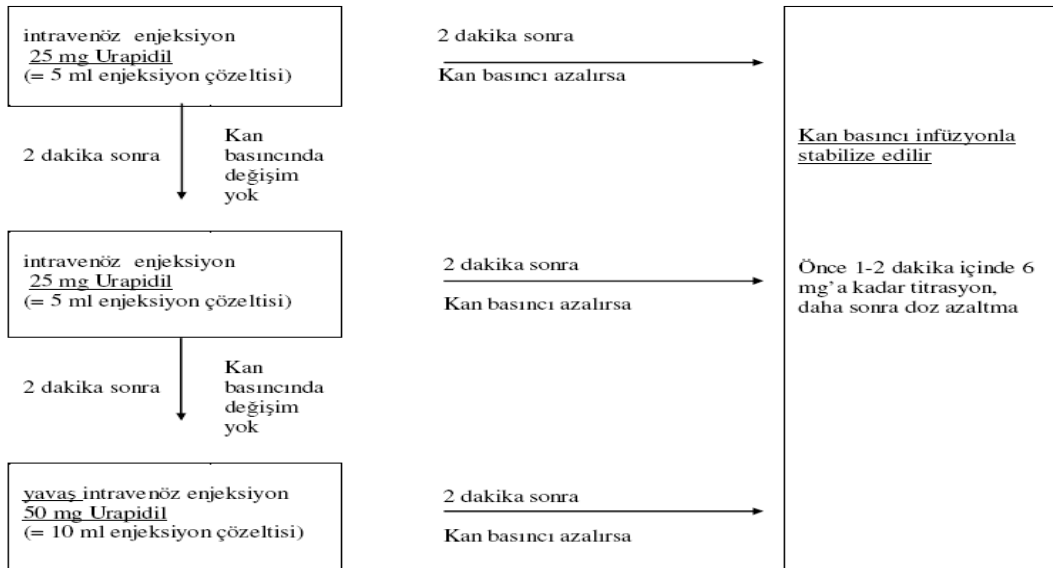 intravenöz enjeksiyon
25 mg Urapidil
(= 5 ml enjeksiyon çözeltisi)
2 dakika sonra
Kan basıncı azalırsa
2 dakika sonra
Kan
basıncında
değişim
yok
Kan basıncı infüzyonla
stabilize edilir
intravenöz enjeksiyon
25 mg Urapidil
(= 5 ml enjeksiyon çözeltisi)
2 dakika sonra
Kan basıncı azalırsa
Önce 1-2 dakika içinde 6
mg'a kadar titrasyon,
daha sonra doz azaltma
2 dakika sonra
Kan
basıncında
değişim
yok
yavaş intravenöz enjeksiyon
50 mg Urapidil
(= 10 ml enjeksiyon çözeltisi)
2 dakika sonra
Kan basıncı azalırsa